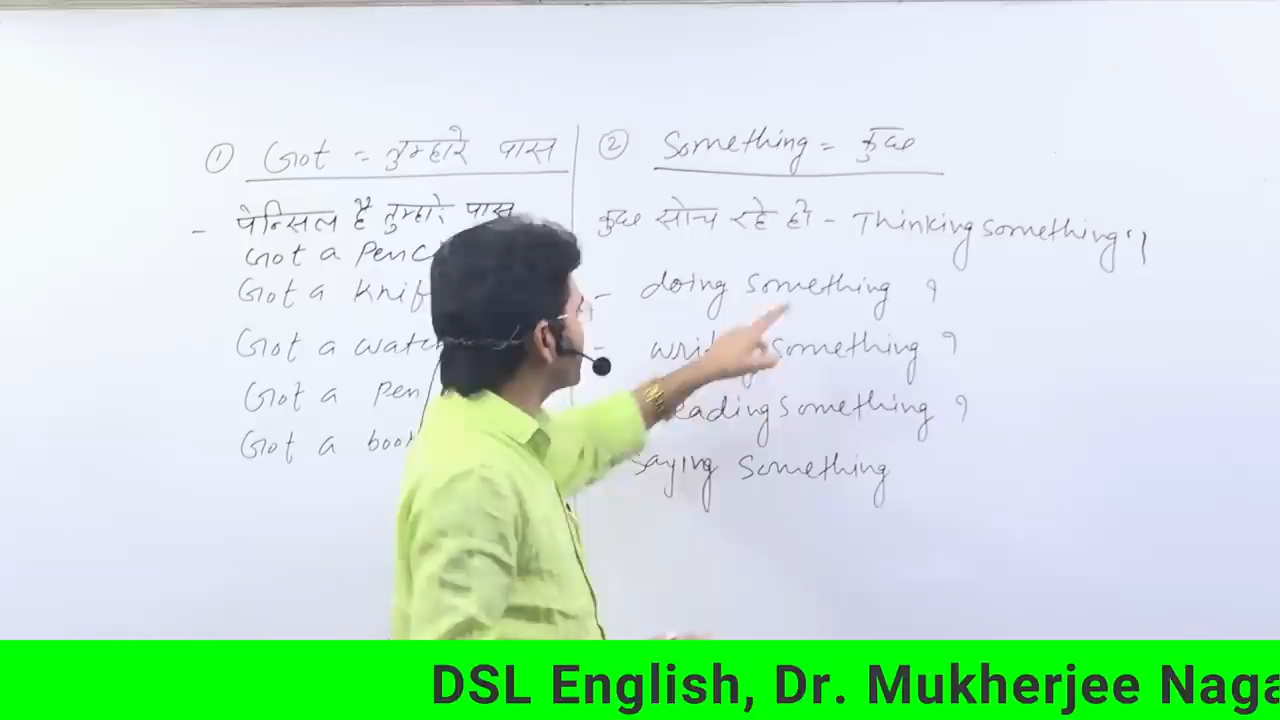 ① Got = तुम्हारे पास
- पेन्सिल है तुम्हारे पास
Got a penc
Got a knif
Got a watch
Got a pen
Got a boo
② Something = कुछ
कुछ सोच रहे हो - Thinking something?
- doing something ?
- writing something ?
reading something ?
saying something
DSL English, Dr. Mukherjee Naga